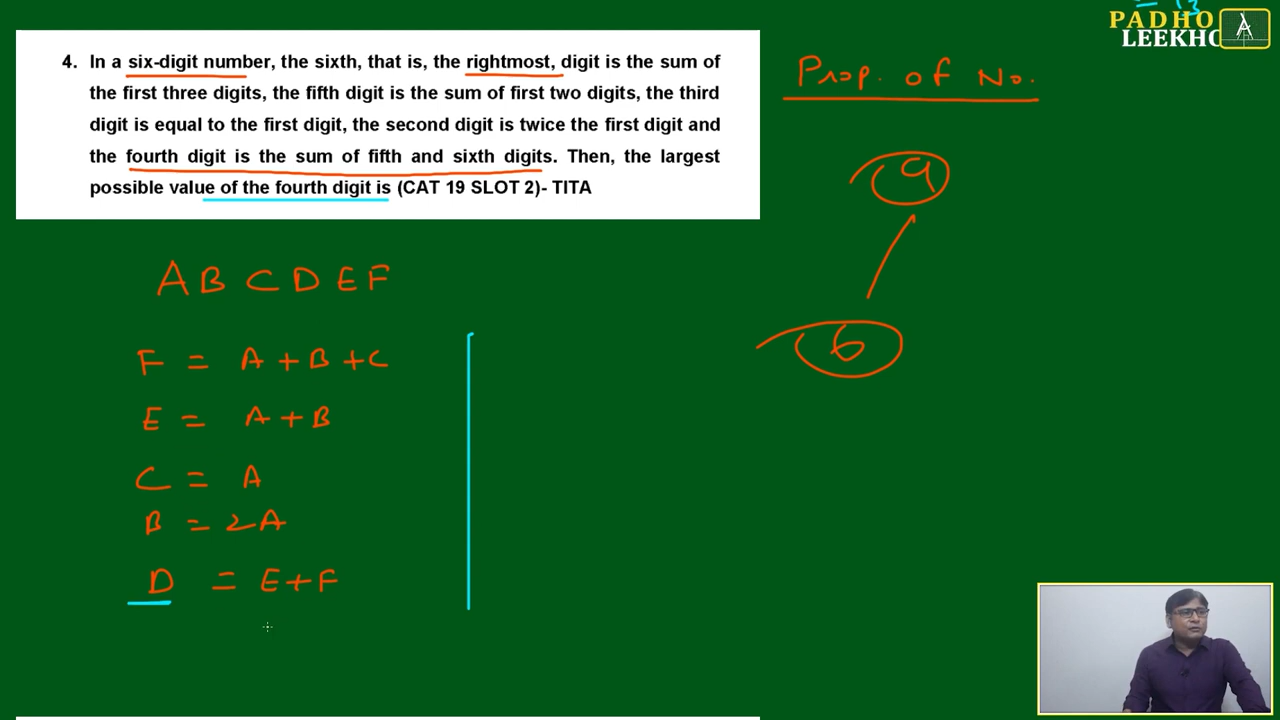 PADHO
LEEKHO
4. In a six-digit number, the sixth, that is, the rightmost, digit is the sum of
the first three digits, the fifth digit is the sum of first two digits, the third
digit is equal to the first digit, the second digit is twice the first digit and
the fourth digit is the sum of fifth and sixth digits. Then, the largest
possible value of the fourth digit is (CAT 19 SLOT 2)- TITA
Prop. of No.
9
6
A B C D E F
F = A + B + C
E = A + B
C = A
B = 2A
D = E + F